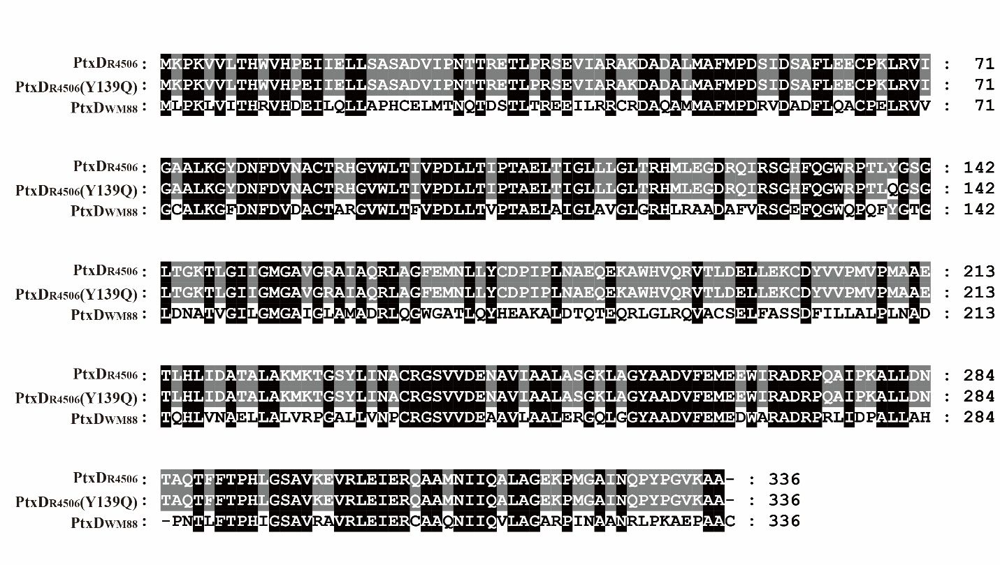 PtxDR4506 : MKPKVVLTHWVHPEIIELLSASADVIPNTTRETLPRSEVIARAKDADALMAFMPDSIDSAFLEECPKLRVI : 71
PtxDR4506(Y139Q) : MKPKVVLTHWVHPEIIELLSASADVIPNTTRETLPRSEVIARAKDADALMAFMPDSIDSAFLEECPKLRVI : 71
PtxDWM88 : MLPKLVITHRVHDEILQLLAPHCELMTNQTDSTLTREEILRRCRDAQAMMAFMPDRVDADFLQACPELRVV : 71
PtxDR4506 : GAALKGYDNFDVNACTRHGVWLTIVPDLLTIPTAELTIGLLLGLTRHMLEGDRQIRSGHFQGWRPTLYGSG : 142
PtxDR4506(Y139Q) : GAALKGYDNFDVNACTRHGVWLTIVPDLLTIPTAELTIGLLLGLTRHMLEGDRQIRSGHFQGWRPTLQGSG : 142
PtxDWM88 : GCALKGFDNFDVDACTARGVWLTFVPDLLTVPTAELAIGLAVGLGRHLRAADAFVRSGEFQGWQPQFYGTG : 142
PtxDR4506 : LTGKTLGIIGMGAVGRAIAQRLAGFEMNLLYCDPIPLNAEQEKAWHVQRVTLDELLEKCDYVVPMVPMAAE : 213
PtxDR4506(Y139Q) : LTGKTLGIIGMGAVGRAIAQRLAGFEMNLLYCDPIPLNAEQEKAWHVQRVTLDELLEKCDYVVPMVPMAAE : 213
PtxDWM88 : LDNATVGILGMGAIGLAMADRLQGWGATLQYHEAKALDTQTEQRLGLRQVACSELFASSDFILLALPLNAD : 213
PtxDR4506 : TLHLIDATALAKMKTGSYLINACRGSVVDENAVIAALASGKLAGYAADVFEMEEWIRADRPQAIPKALLDN : 284
PtxDR4506(Y139Q) : TLHLIDATALAKMKTGSYLINACRGSVVDENAVIAALASGKLAGYAADVFEMEEWIRADRPQAIPKALLDN : 284
PtxDWM88 : TQHLVNAELLALVRPGALLVNPCRGSVVDEAAVLAALERGQLGGYAADVFEMEDWARADRPRLIDPALLAH : 284
PtxDR4506 : TAQTFFTPHLGSAVKEVRLEIERQAAMNIIQALAGEKPMGAINQPYPGVKAA- : 336
PtxDR4506(Y139Q) : TAQTFFTPHLGSAVKEVRLEIERQAAMNIIQALAGEKPMGAINQPYPGVKAA- : 336
PtxDWM88 : -PNTLFTPHIGSAVRAVRLEIERCAAQNIIQVLAGARPINAANRLPKAEPAAC : 336